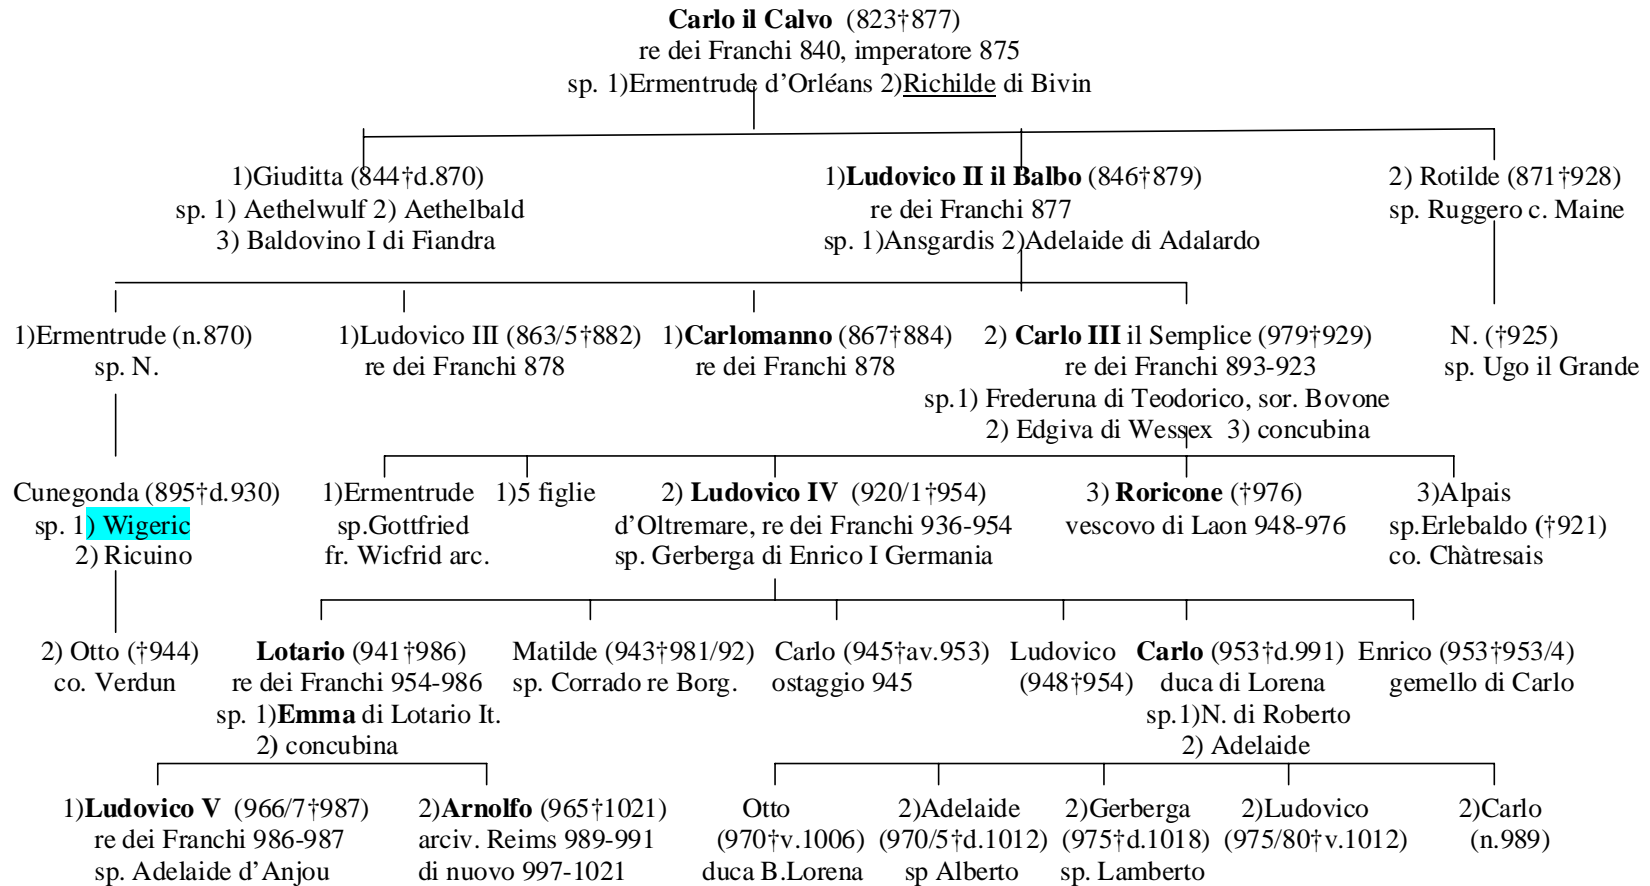 Carlo il Calvo (823†877)
re dei Franchi 840, imperatore 875
sp. 1)Ermentrude d'Orléans 2)Richilde di Bivin
1)Giuditta (844†d.870)
sp. 1) Aethelwulf 2) Aethelbald
3) Baldovino I di Fiandra
1)Ludovico II il Balbo (846†879)
re dei Franchi 877
sp. 1)Ansgardis 2)Adelaide di Adalardo
2) Rotilde (871†928)
sp. Ruggero c. Maine
1)Ermentrude (n.870)
sp. N.
1)Ludovico III (863/5†882)
re dei Franchi 878
1)Carlomanno (867†884)
re dei Franchi 878
2) Carlo III il Semplice (979†929)
re dei Franchi 893-923
sp.1) Frederuna di Teodorico, sor. Bovone
2) Edgiva di Wessex 3) concubina
N. (†925)
sp. Ugo il Grande
Cunegonda (895†d.930)
sp. 1) Wigeric
2) Ricuino
1)Ermentrude
sp.Gottfried
fr. Wicfrid arc.
1)5 figlie
2) Ludovico IV (920/1†954)
d'Oltremare, re dei Franchi 936-954
sp. Gerberga di Enrico I Germania
3) Roricone (†976)
vescovo di Laon 948-976
3)Alpais
sp.Erlebaldo (†921)
co. Chàtresais
2) Otto (†944)
co. Verdun
Lotario (941†986)
re dei Franchi 954-986
sp. 1)Emma di Lotario It.
2) concubina
Matilde (943†981/92)
sp. Corrado re Borg.
Carlo (945†av.953)
ostaggio 945
Ludovico
(948†954)
Carlo (953†d.991)
duca di Lorena
sp.1)N. di Roberto
2) Adelaide
Enrico (953†953/4)
gemello di Carlo
1)Ludovico V (966/7†987)
re dei Franchi 986-987
sp. Adelaide d'Anjou
2)Arnolfo (965†1021)
arciv. Reims 989-991
di nuovo 997-1021
Otto
(970†v.1006)
duca B.Lorena
2)Adelaide
(970/5†d.1012)
sp Alberto
2)Gerberga
(975†d.1018)
sp. Lamberto
2)Ludovico
(975/80†v.1012)
2)Carlo
(n.989)